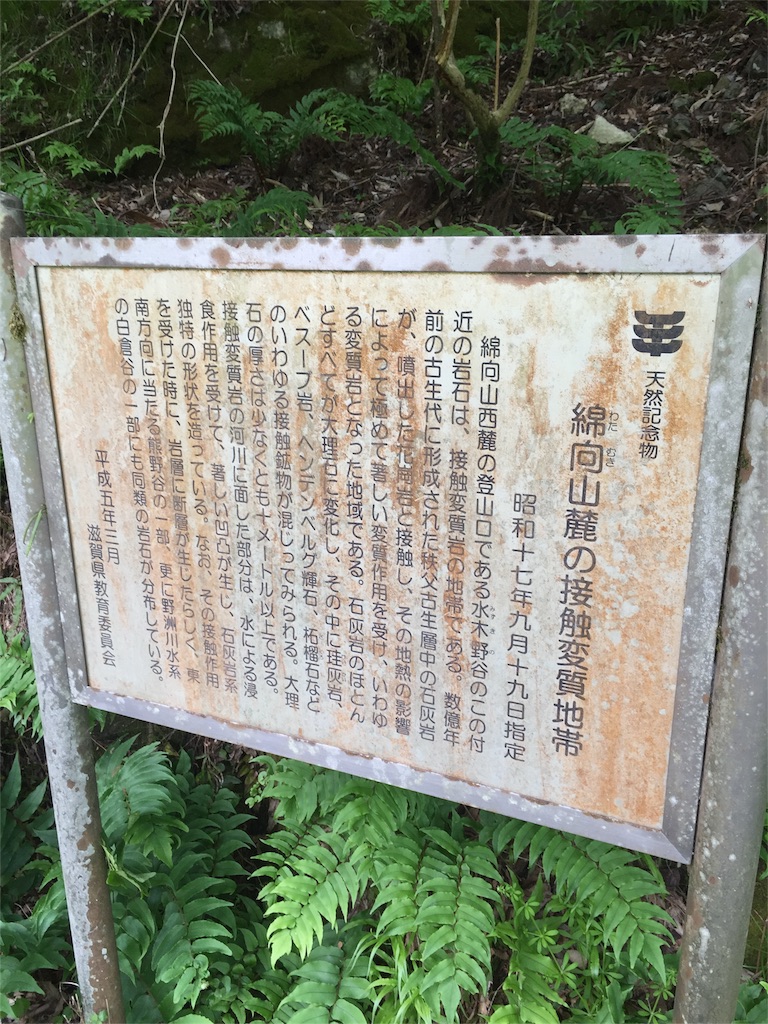 天然記念物
綿向山麓の接触変質地帯
わた むき
昭和十七年九月十九日指定
綿向山西麓の登山口である水木野谷のこの付
みずきの
近の岩石は、接触変質岩の地帯である。数億年
前の古生代に形成された秩父古生層中の石灰岩
が、噴出した花崗岩と接触し、その地熱の影響
によって極めて著しい変質作用を受け、いわゆ
る変質岩となった地域である。石灰岩のほとん
どすべてが大理石に変化し、その中に珪灰岩、
ベスーブ岩、ヘンデンベルグ輝石、柘榴石など
のいわゆる接触鉱物が混じってみられる。大理
石の厚さは少なくとも十メートル以上である。
接触変質岩の河川に面した部分は、水による浸
食作用を受けて、著しい凹凸が生し、石灰岩系
独特の形状を造っている。なお、その接触作用
を受けた時に、岩層に断層が生したらしく、東
南方向に当たる熊野谷の一部、更に野洲川水系
の白倉谷の一部にも同類の岩石が分布している。
平成五年三月
滋賀県教育委員会